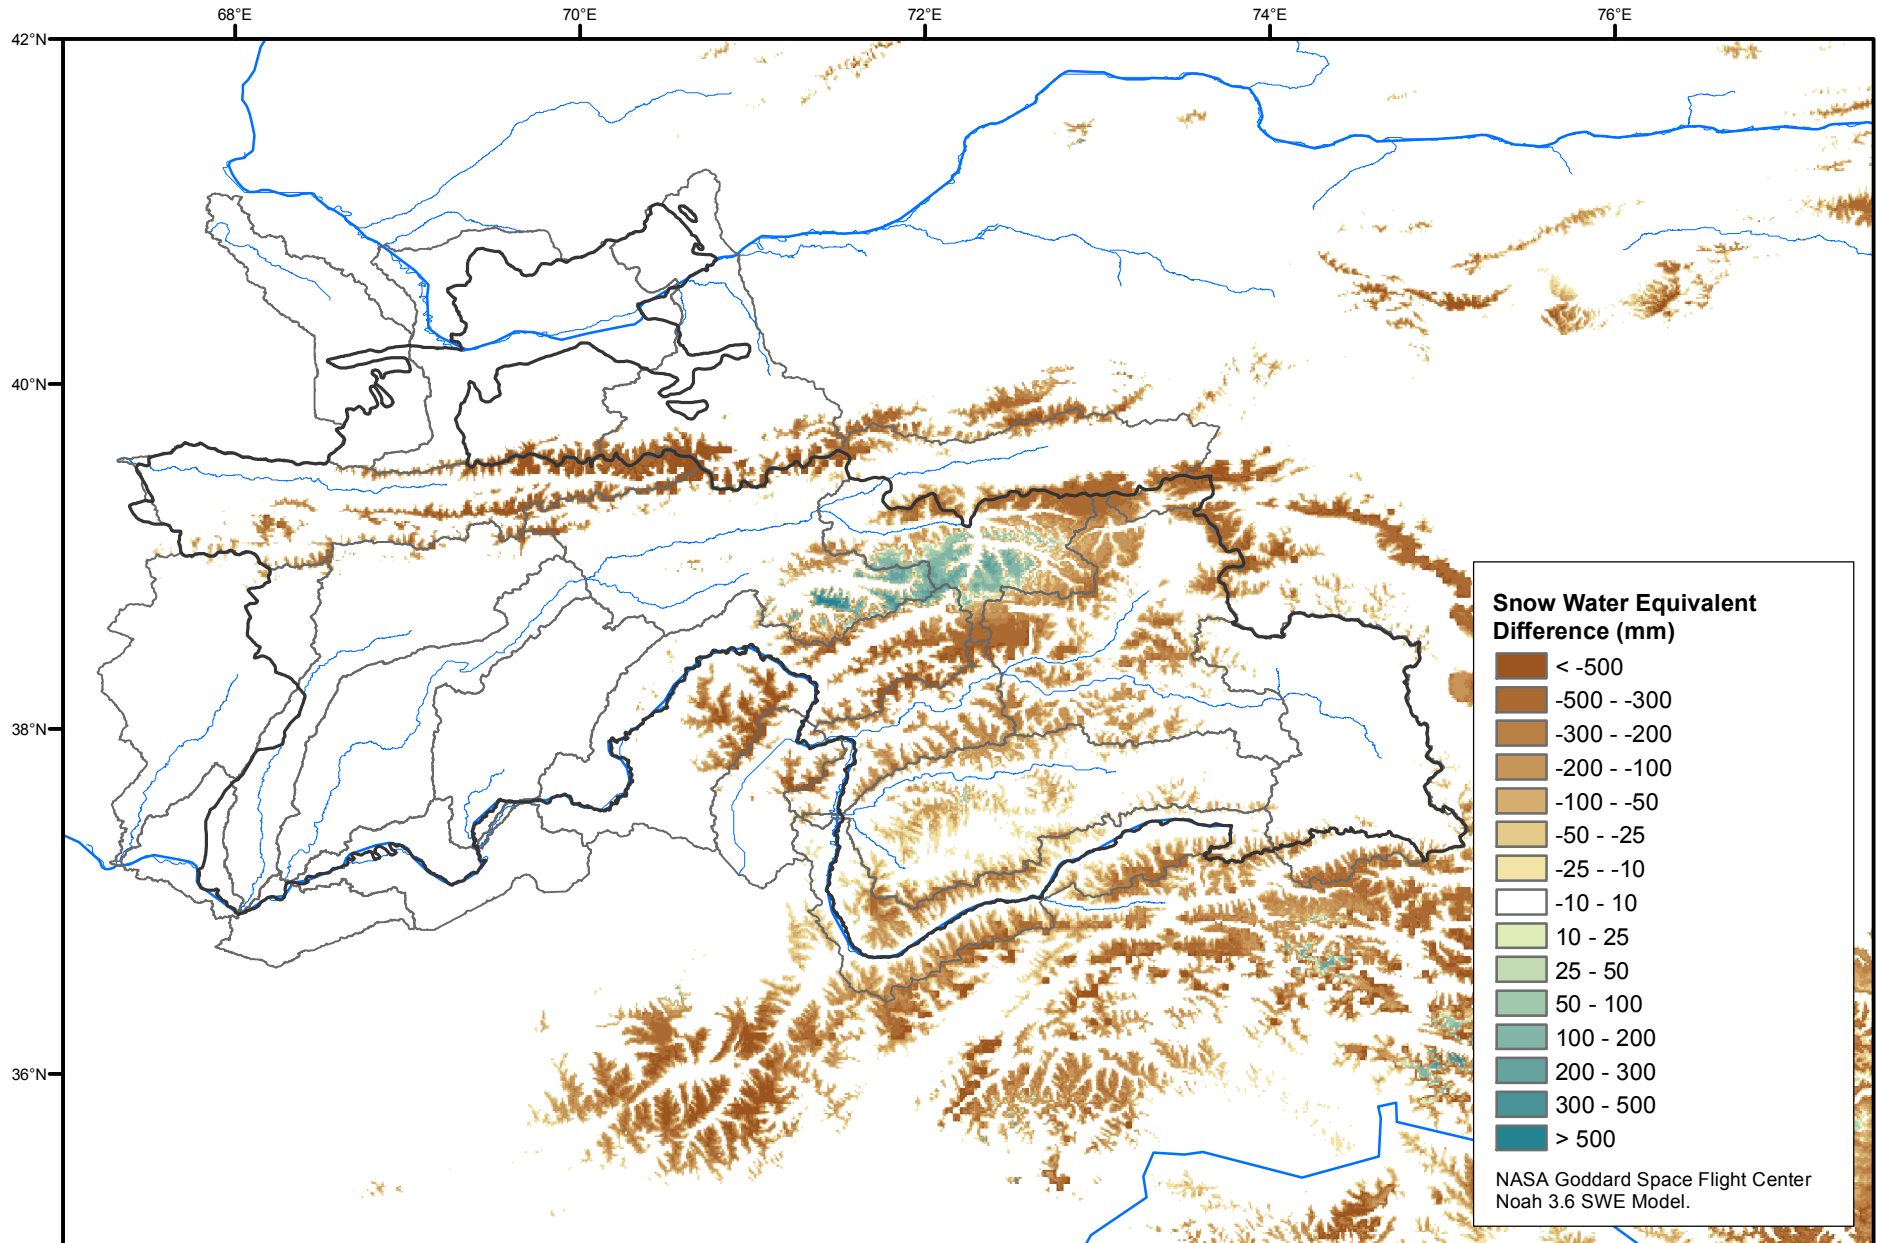 68°E 70°E 72°E 74°E 76°E
42°N
40°N
38°N
36°N
Snow Water Equivalent
Difference (mm)
< -500
-500 - -300
-300 - -200
-200 - -100
-100 - -50
-50 - -25
-25 - -10
-10 - 10
10 - 25
25 - 50
50 - 100
100 - 200
200 - 300
300 - 500
> 500
NASA Goddard Space Flight Center
Noah 3.6 SWE Model.